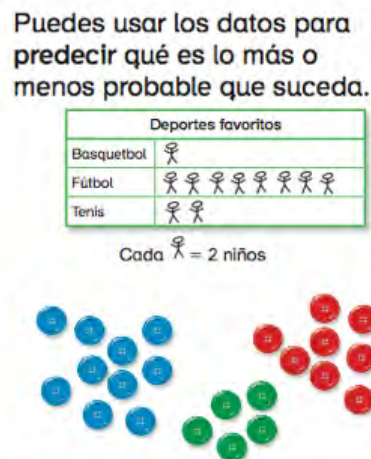 Puedes usar los datos para
predecir qué es lo más o
menos probable que suceda.
Deportes favoritos
Basquetbol
Fútbol
Tenis
Cada = 2 niños